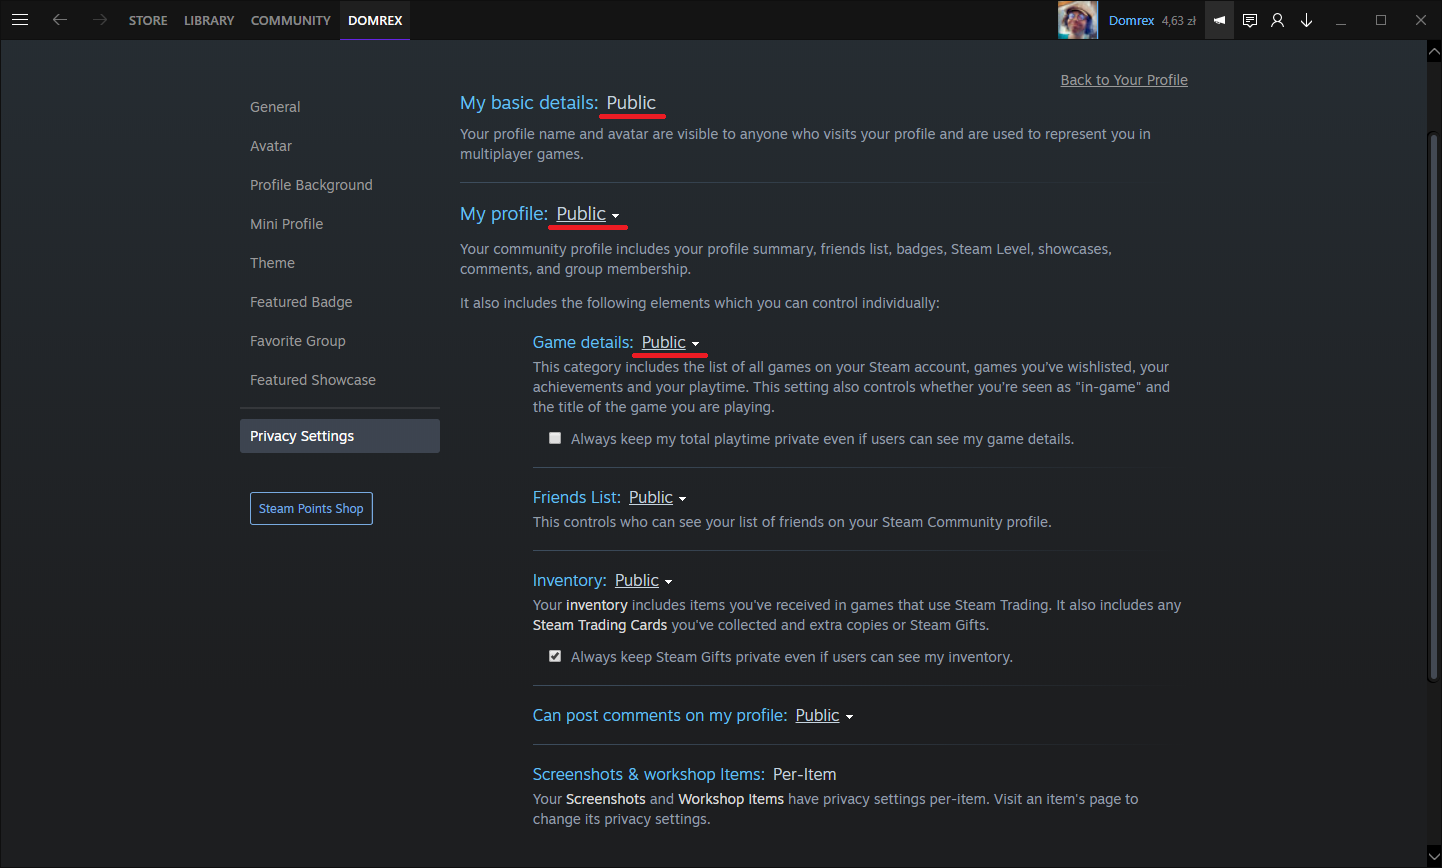 STORE LIBRARY COMMUNITY DOMREX Domrex 4,63 zł
Back to Your Profile
General
Avatar
Profile Background
Mini Profile
Theme
Featured Badge
Favorite Group
Featured Showcase
Privacy Settings
Steam Points Shop
My basic details: Public
Your profile name and avatar are visible to anyone who visits your profile and are used to represent you in
multiplayer games.
My profile: Public
Your community profile includes your profile summary, friends list, badges, Steam Level, showcases,
comments, and group membership.
It also includes the following elements which you can control individually:
Game details: Public
This category includes the list of all games on your Steam account, games you've wishlisted, your
achievements and your playtime. This setting also controls whether you're seen as "in-game" and
the title of the game you are playing.
Always keep my total playtime private even if users can see my game details.
Friends List: Public
This controls who can see your list of friends on your Steam Community profile.
Inventory: Public
Your inventory includes items you've received in games that use Steam Trading. It also includes any
Steam Trading Cards you've collected and extra copies or Steam Gifts.
Always keep Steam Gifts private even if users can see my inventory.
Can post comments on my profile: Public
Screenshots & workshop Items: Per-Item
Your Screenshots and Workshop Items have privacy settings per-item. Visit an item's page to
change its privacy settings.